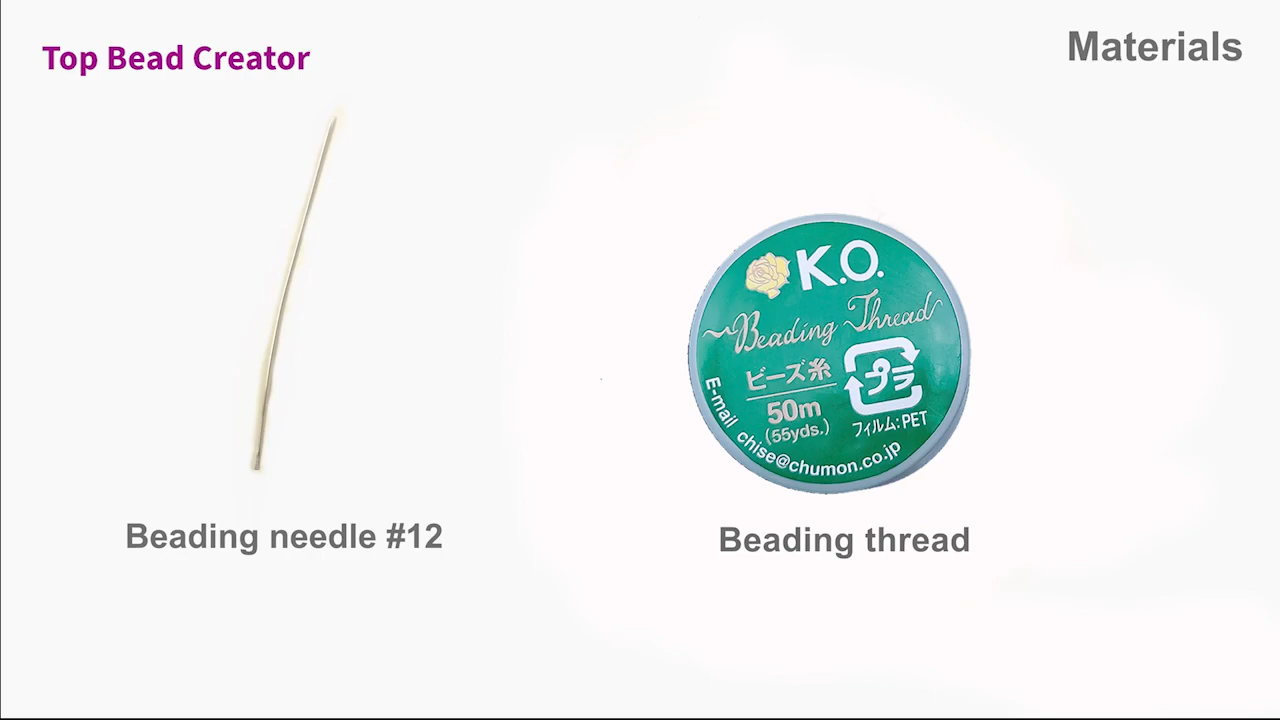 Top Bead Creator
Materials
K.O.
Beading Thread
ビーズ糸
プラ
50m
(55yds.)
フィルム:PET
E-mail chise@chumon.co.jp
Beading needle #12
Beading thread